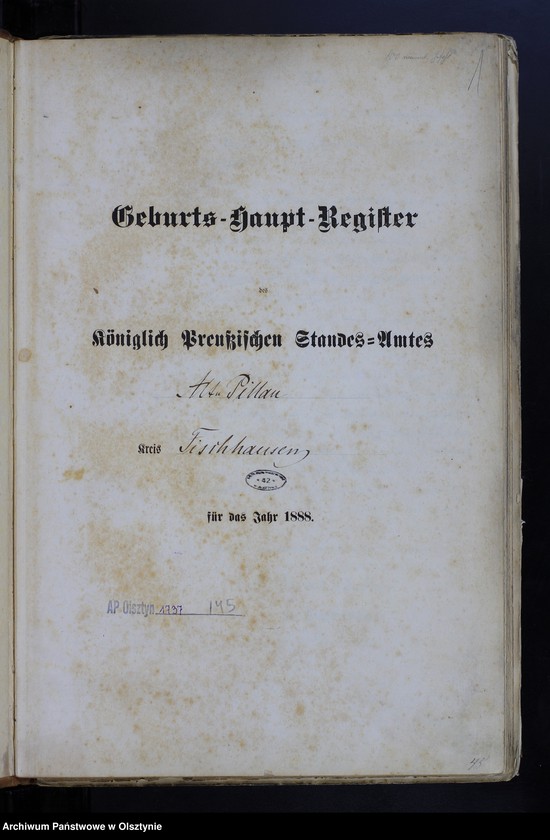 Geburts-Haupt-Register
des
Königlich Preußischen Standes-Amtes
Alt Pillau
Kreis Fischhausen
42
für das Jahr 1888.
AP Olsztyn 1737 145
Archiwum Państwowe w Olsztynie